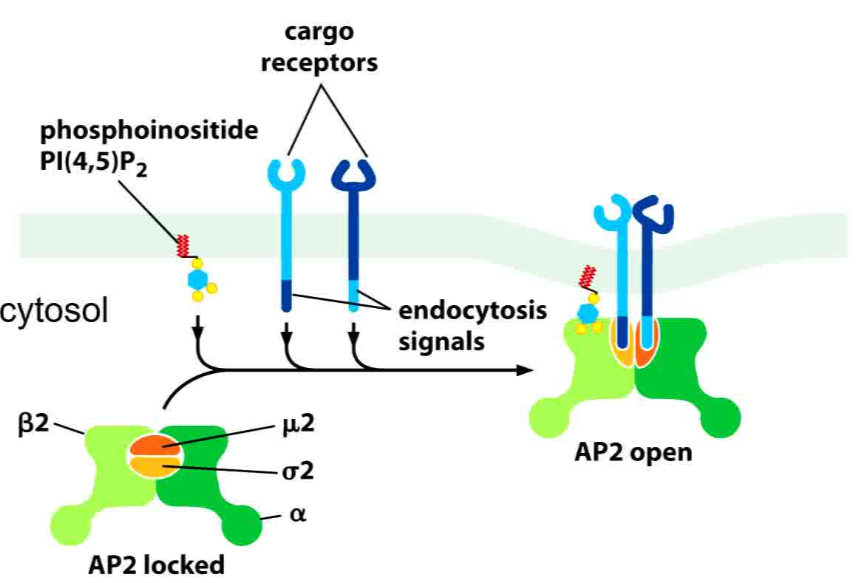 cargo
receptors
phosphoinositide
PI(4,5)P₂
cytosol
endocytosis
signals
β2
μ2
σ2
α
AP2 locked
AP2 open